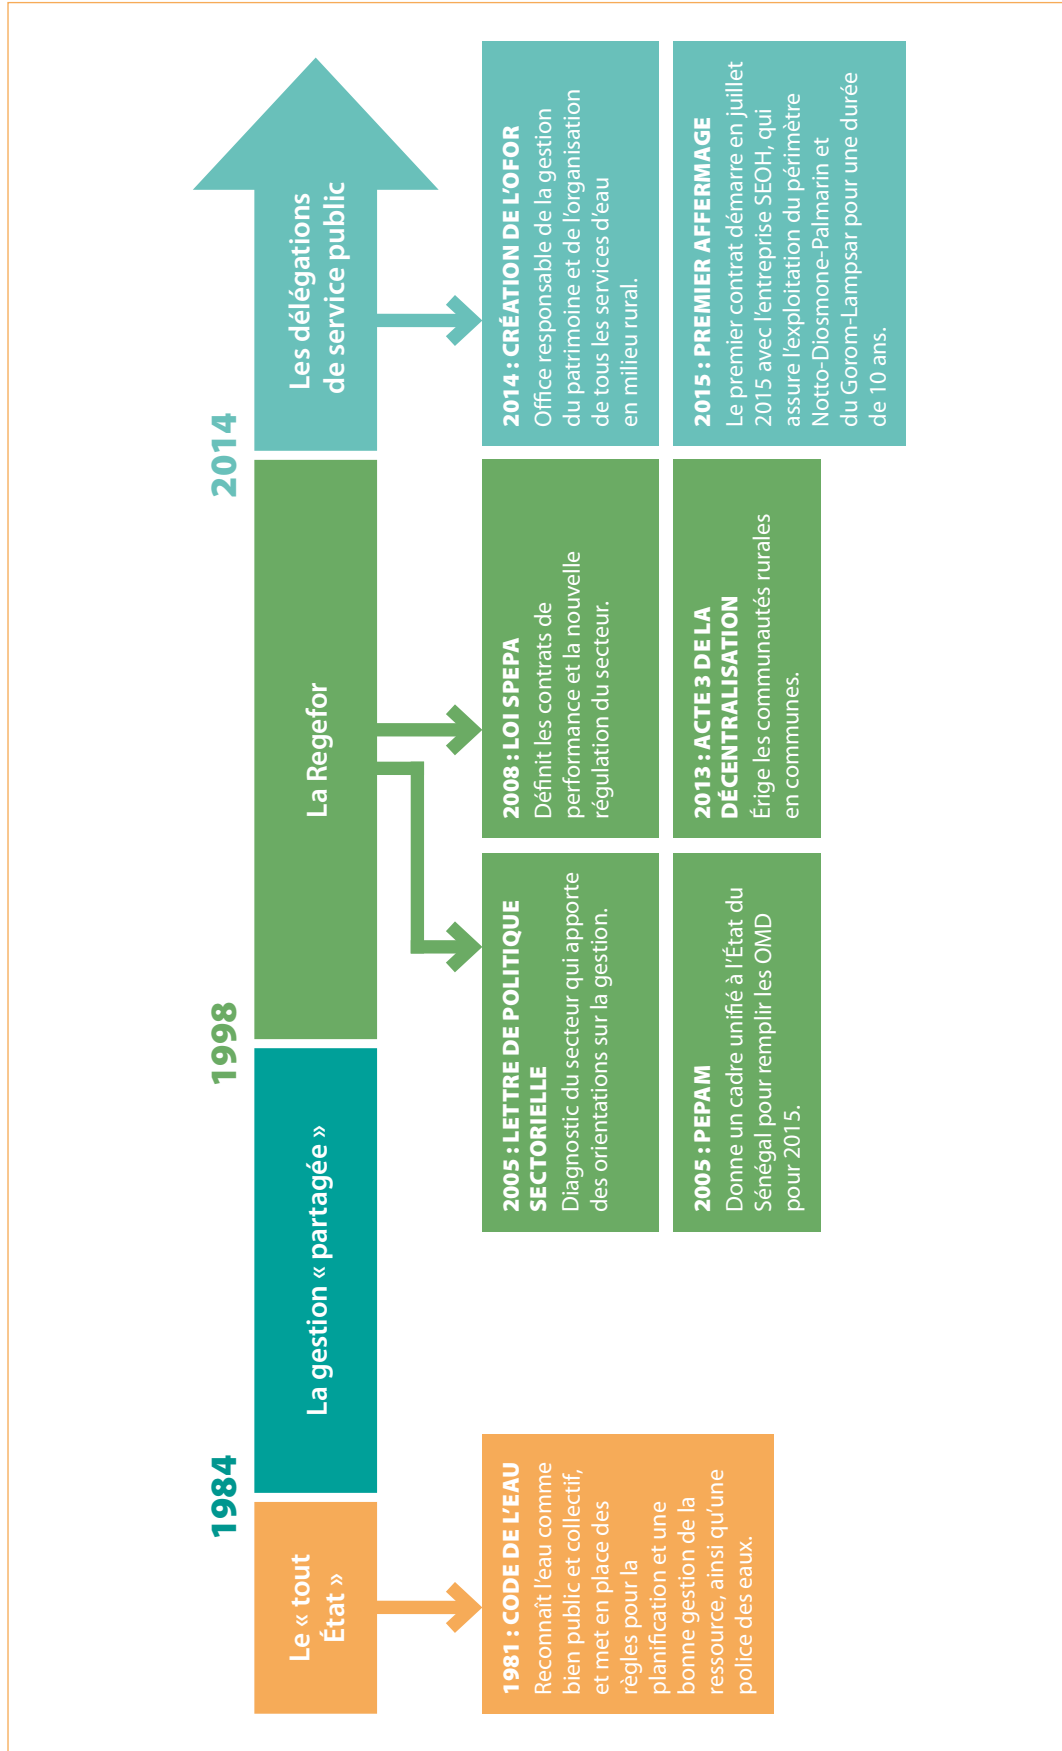 1984
1998
2014
Le « tout
État »
La gestion « partagée »
La Regefor
Les délégations
de service public
1981 : CODE DE L'EAU
Reconnaît l'eau comme
bien public et collectif,
et met en place des
règles pour la
planification et une
bonne gestion de la
ressource, ainsi qu'une
police des eaux.
2005 : LETTRE DE POLITIQUE
SECTORIELLE
Diagnostic du secteur qui apporte
des orientations sur la gestion.
2005 : PEPAM
Donne un cadre unifié à l'État du
Sénégal pour remplir les OMD
pour 2015.
2008 : LOI SPEPA
Définit les contrats de
performance et la nouvelle
régulation du secteur.
2013 : ACTE 3 DE LA
DÉCENTRALISATION
Érige les communautés rurales
en communes.
2014 : CRÉATION DE L'OFOR
Office responsable de la gestion
du patrimoine et de l'organisation
de tous les services d'eau
en milieu rural.
2015 : PREMIER AFFERMAGE
Le premier contrat démarre en juillet
2015 avec l'entreprise SEOH, qui
assure l'exploitation du périmètre
Notto-Diosmone-Palmarin et
du Gorom-Lampsar pour une durée
de 10 ans.